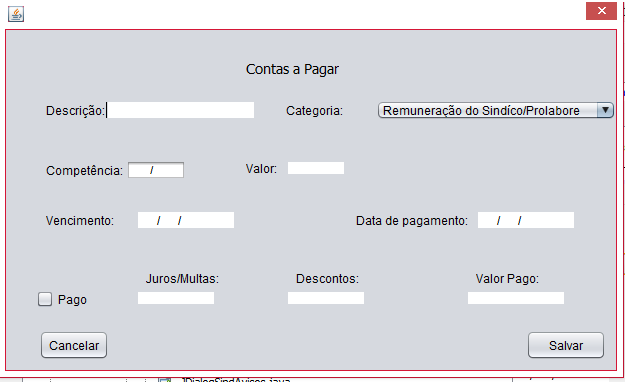 Contas a Pagar
Descrição: Categoria: Remuneração do Sindíco/Prolabore
Competência: / Valor:
Vencimento: / / Data de pagamento: / /
Juros/Multas: Descontos: Valor Pago:
Pago
Cancelar Salvar
JDialogSindAvisos.java